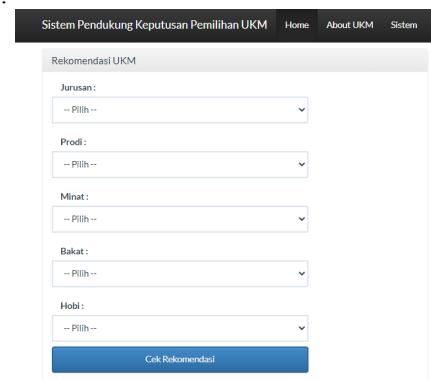 Sistem Pendukung Keputusan Pemilihan UKM Home About UKM Sistem
Rekomendasi UKM
Jurusan :
-- Pilih --
Prodi :
-- Pilih --
Minat :
-- Pilih --
Bakat :
-- Pilih --
Hobi :
-- Pilih --
Cek Rekomendasi